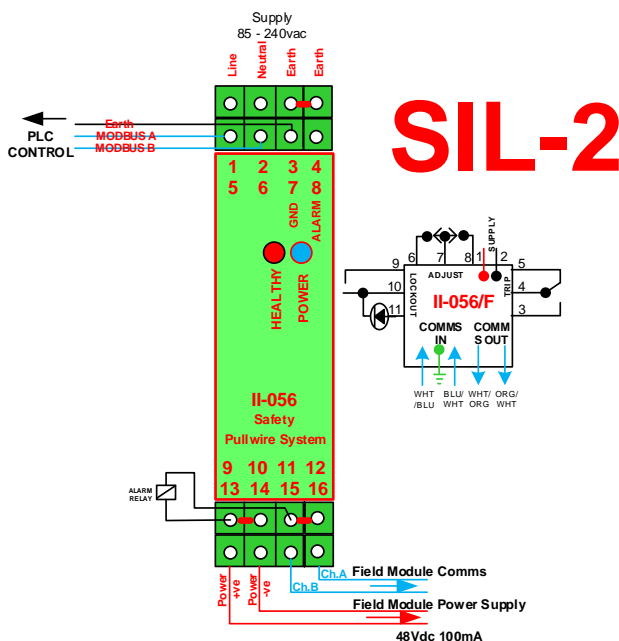 Supply
85 - 240vac
Line
Neutral
Earth
Earth
SIL-2
Earth
PLC
CONTROL
MODBUS A
MODBUS B
1 2 3 4
5 6 7 8
GND
ALARM
HEALTHY
POWER
SUPPLY
6 7 8 1 2
9 ADJUST 5
LOCKOUT
TRIP
10 II-056/F 4
11 3
COMMS
IN
COMM
S OUT
WHT
/BLU
BLU/
WHT
WHT/
ORG
ORG/
WHT
II-056
Safety
Pullwire System
9 10 11 12
13 14 15 16
ALARM
RELAY
Power
+ve
Power
-ve
Ch.A
Ch.B
Field Module Comms
Field Module Power Supply
48Vdc 100mA